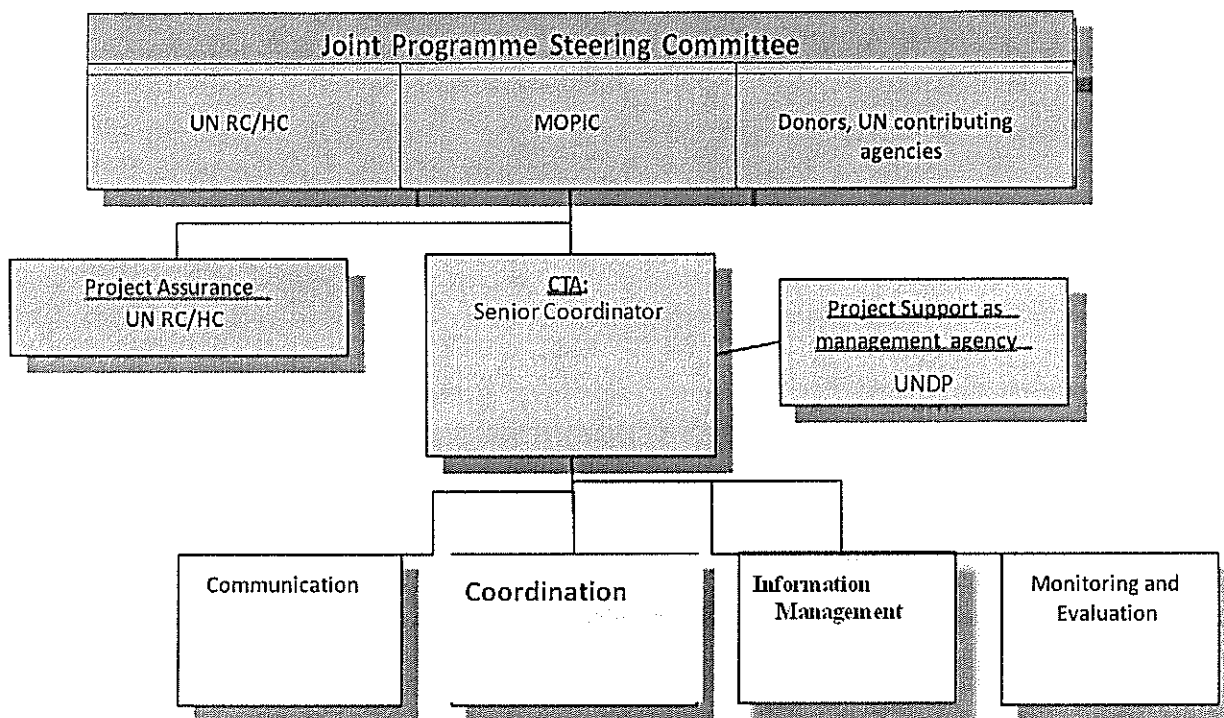 Joint Programme Steering Committee
UN RC/HC
MOPIC
Donors, UN contributing
agencies
Project Assurance
UN RC/HC
CTA:
Senior Coordinator
Project Support as
management agency
UNDP
Communication
Coordination
Information
Management
Monitoring and
Evaluation